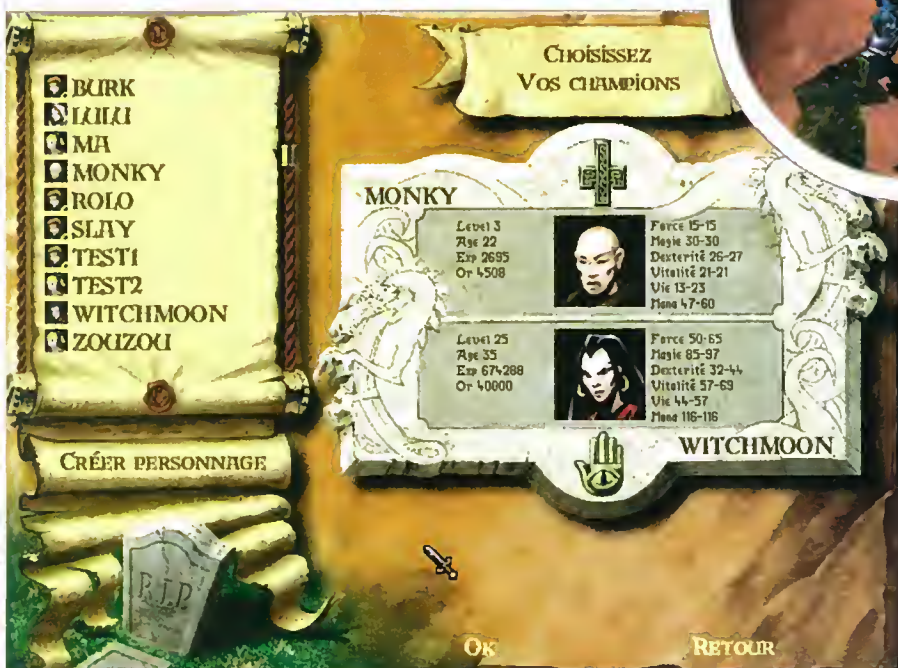 BURK
LULU
MA
MONKY
ROLO
SLAY
TEST1
TEST2
WITCHMOON
ZOUZOU
CRÉER PERSONNAGE
R.I.P.
CHOISISSEZ
VOS CHAMPIONS
MONKY
Level 3
Age 22
Exp 2695
Or 4508
Force 15-15
Magie 30-30
Dexterité 26-27
Vitalité 21-21
Vie 13-23
Mana 47-60
Level 25
Age 35
Exp 674288
Or 40000
Force 50-65
Magie 85-97
Dexterité 32-44
Vitalité 57-69
Vie 44-57
Mana 116-116
WITCHMOON
OK
RETOUR